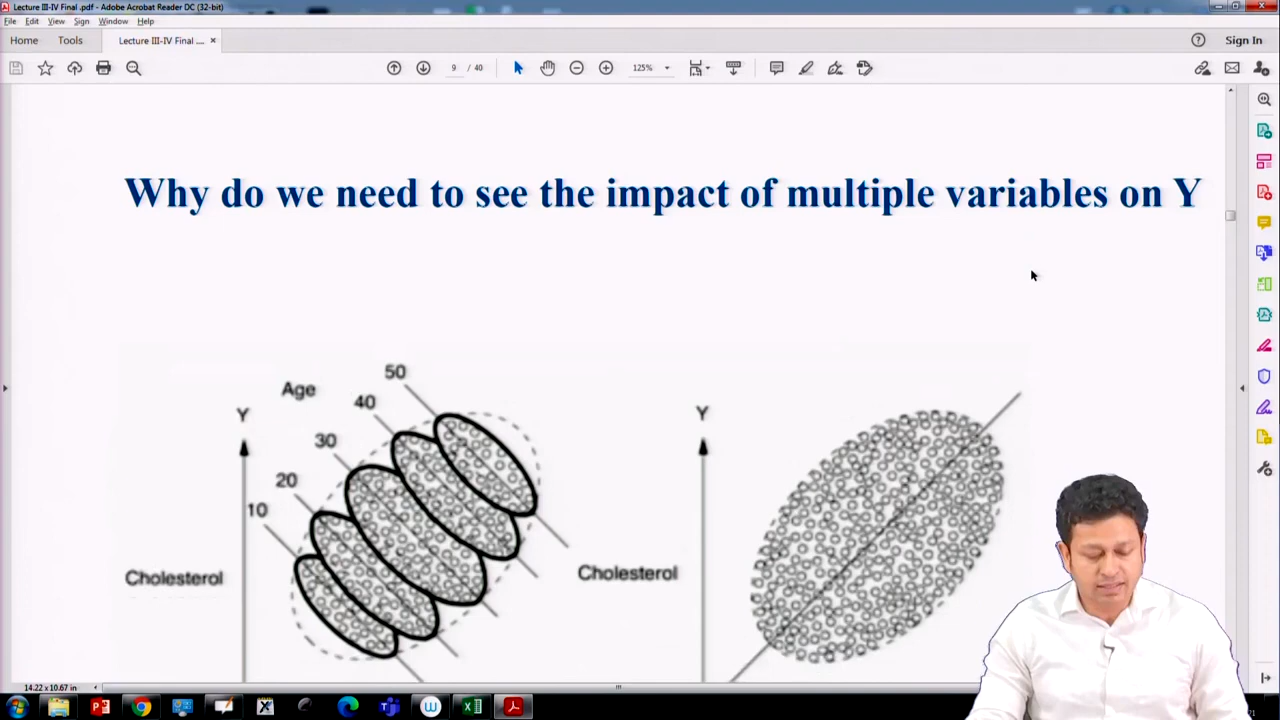 Lecture III-IV Final .pdf - Adobe Acrobat Reader DC (32-bit)
File Edit View Sign Window Help
Home Tools Lecture III-IV Final .... × Sign In
9 / 40 125%
Why do we need to see the impact of multiple variables on Y
50
Age
40
Y
Y
30
20
10
Cholesterol
Cholesterol
14.22 x 10.67 in